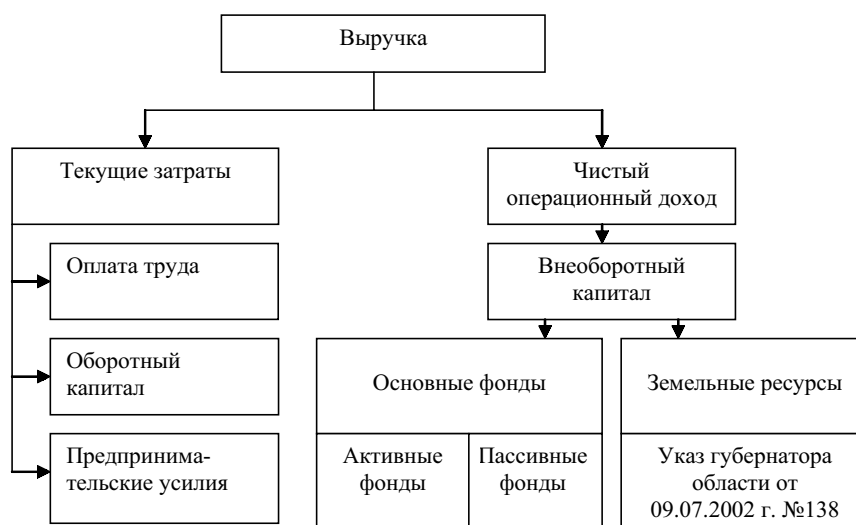 Выручка
Текущие затраты
Чистый
операционный доход
Оплата труда
Внеоборотный
капитал
Оборотный
капитал
Основные фонды
Земельные ресурсы
Предпринима-
тельские усилия
Активные
фонды
Пассивные
фонды
Указ губернатора
области от
09.07.2002 г. №138